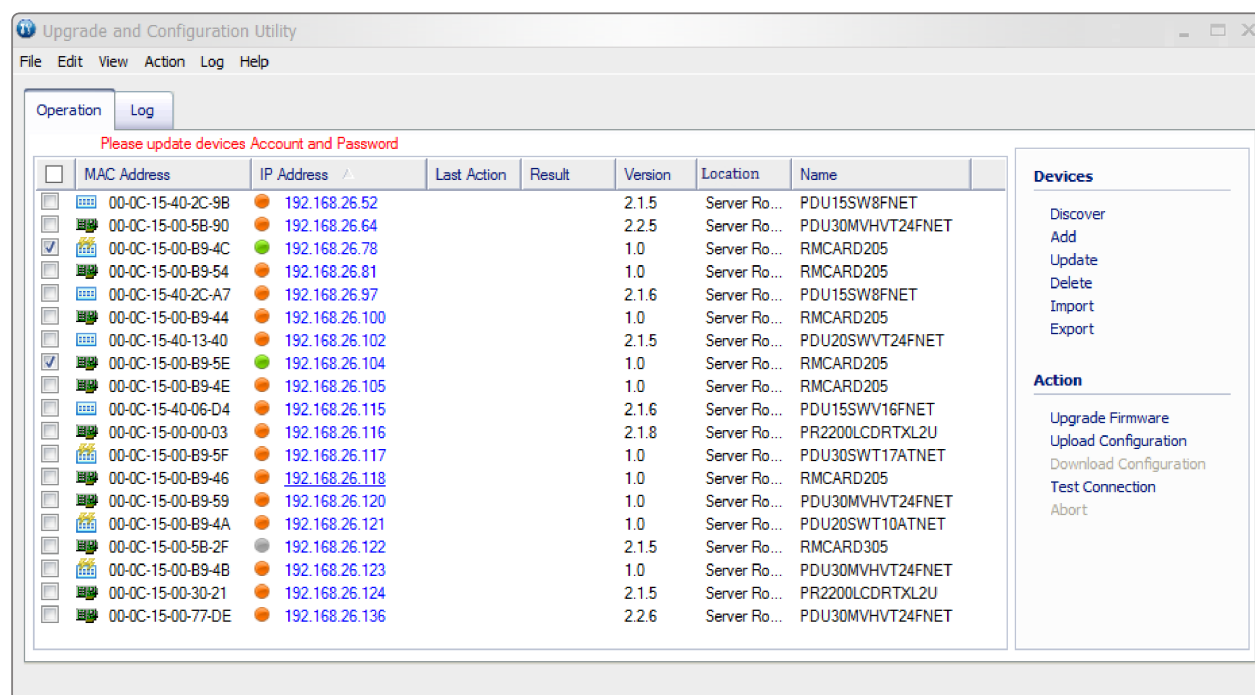 Upgrade and Configuration Utility
File Edit View Action Log Help
Operation Log
Please update devices Account and Password
MAC Address IP Address Last Action Result Version Location Name
00-0C-15-40-2C-9B 192.168.26.52 2.1.5 Server Ro... PDU15SW8FNET
00-0C-15-00-5B-90 192.168.26.64 2.2.5 Server Ro... PDU30MVHVT24FNET
00-0C-15-00-B9-4C 192.168.26.78 1.0 Server Ro... RMCARD205
00-0C-15-00-B9-54 192.168.26.81 1.0 Server Ro... RMCARD205
00-0C-15-40-2C-A7 192.168.26.97 2.1.6 Server Ro... PDU15SW8FNET
00-0C-15-00-B9-44 192.168.26.100 1.0 Server Ro... RMCARD205
00-0C-15-40-13-40 192.168.26.102 2.1.5 Server Ro... PDU20SWVT24FNET
00-0C-15-00-B9-5E 192.168.26.104 1.0 Server Ro... RMCARD205
00-0C-15-00-B9-4E 192.168.26.105 1.0 Server Ro... RMCARD205
00-0C-15-40-06-D4 192.168.26.115 2.1.6 Server Ro... PDU15SWV16FNET
00-0C-15-00-00-03 192.168.26.116 2.1.8 Server Ro... PR2200LCDRTXL2U
00-0C-15-00-B9-5F 192.168.26.117 1.0 Server Ro... PDU30SWT17ATNET
00-0C-15-00-B9-46 192.168.26.118 1.0 Server Ro... RMCARD205
00-0C-15-00-B9-59 192.168.26.120 1.0 Server Ro... PDU30MVHVT24FNET
00-0C-15-00-B9-4A 192.168.26.121 1.0 Server Ro... PDU20SWT10ATNET
00-0C-15-00-5B-2F 192.168.26.122 2.1.5 Server Ro... RMCARD305
00-0C-15-00-B9-4B 192.168.26.123 1.0 Server Ro... PDU30MVHVT24FNET
00-0C-15-00-30-21 192.168.26.124 2.1.5 Server Ro... PR2200LCDRTXL2U
00-0C-15-00-77-DE 192.168.26.136 2.2.6 Server Ro... PDU30MVHVT24FNET
Devices
Discover
Add
Update
Delete
Import
Export
Action
Upgrade Firmware
Upload Configuration
Download Configuration
Test Connection
Abort